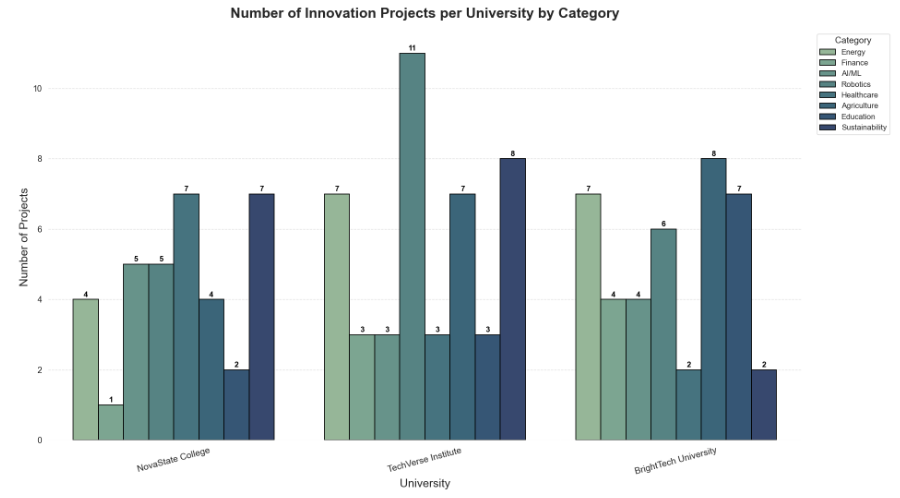 Number of Innovation Projects per University by Category
Category
Energy
Finance
AI/ML
Robotics
Healthcare
Agriculture
Education
Sustainability
Number of Projects
10
8
6
4
2
0
4
1
5
5
7
4
2
7
7
3
3
11
3
7
3
8
7
4
4
6
2
8
7
2
NovaState College
TechVerse Institute
BrightTech University
University